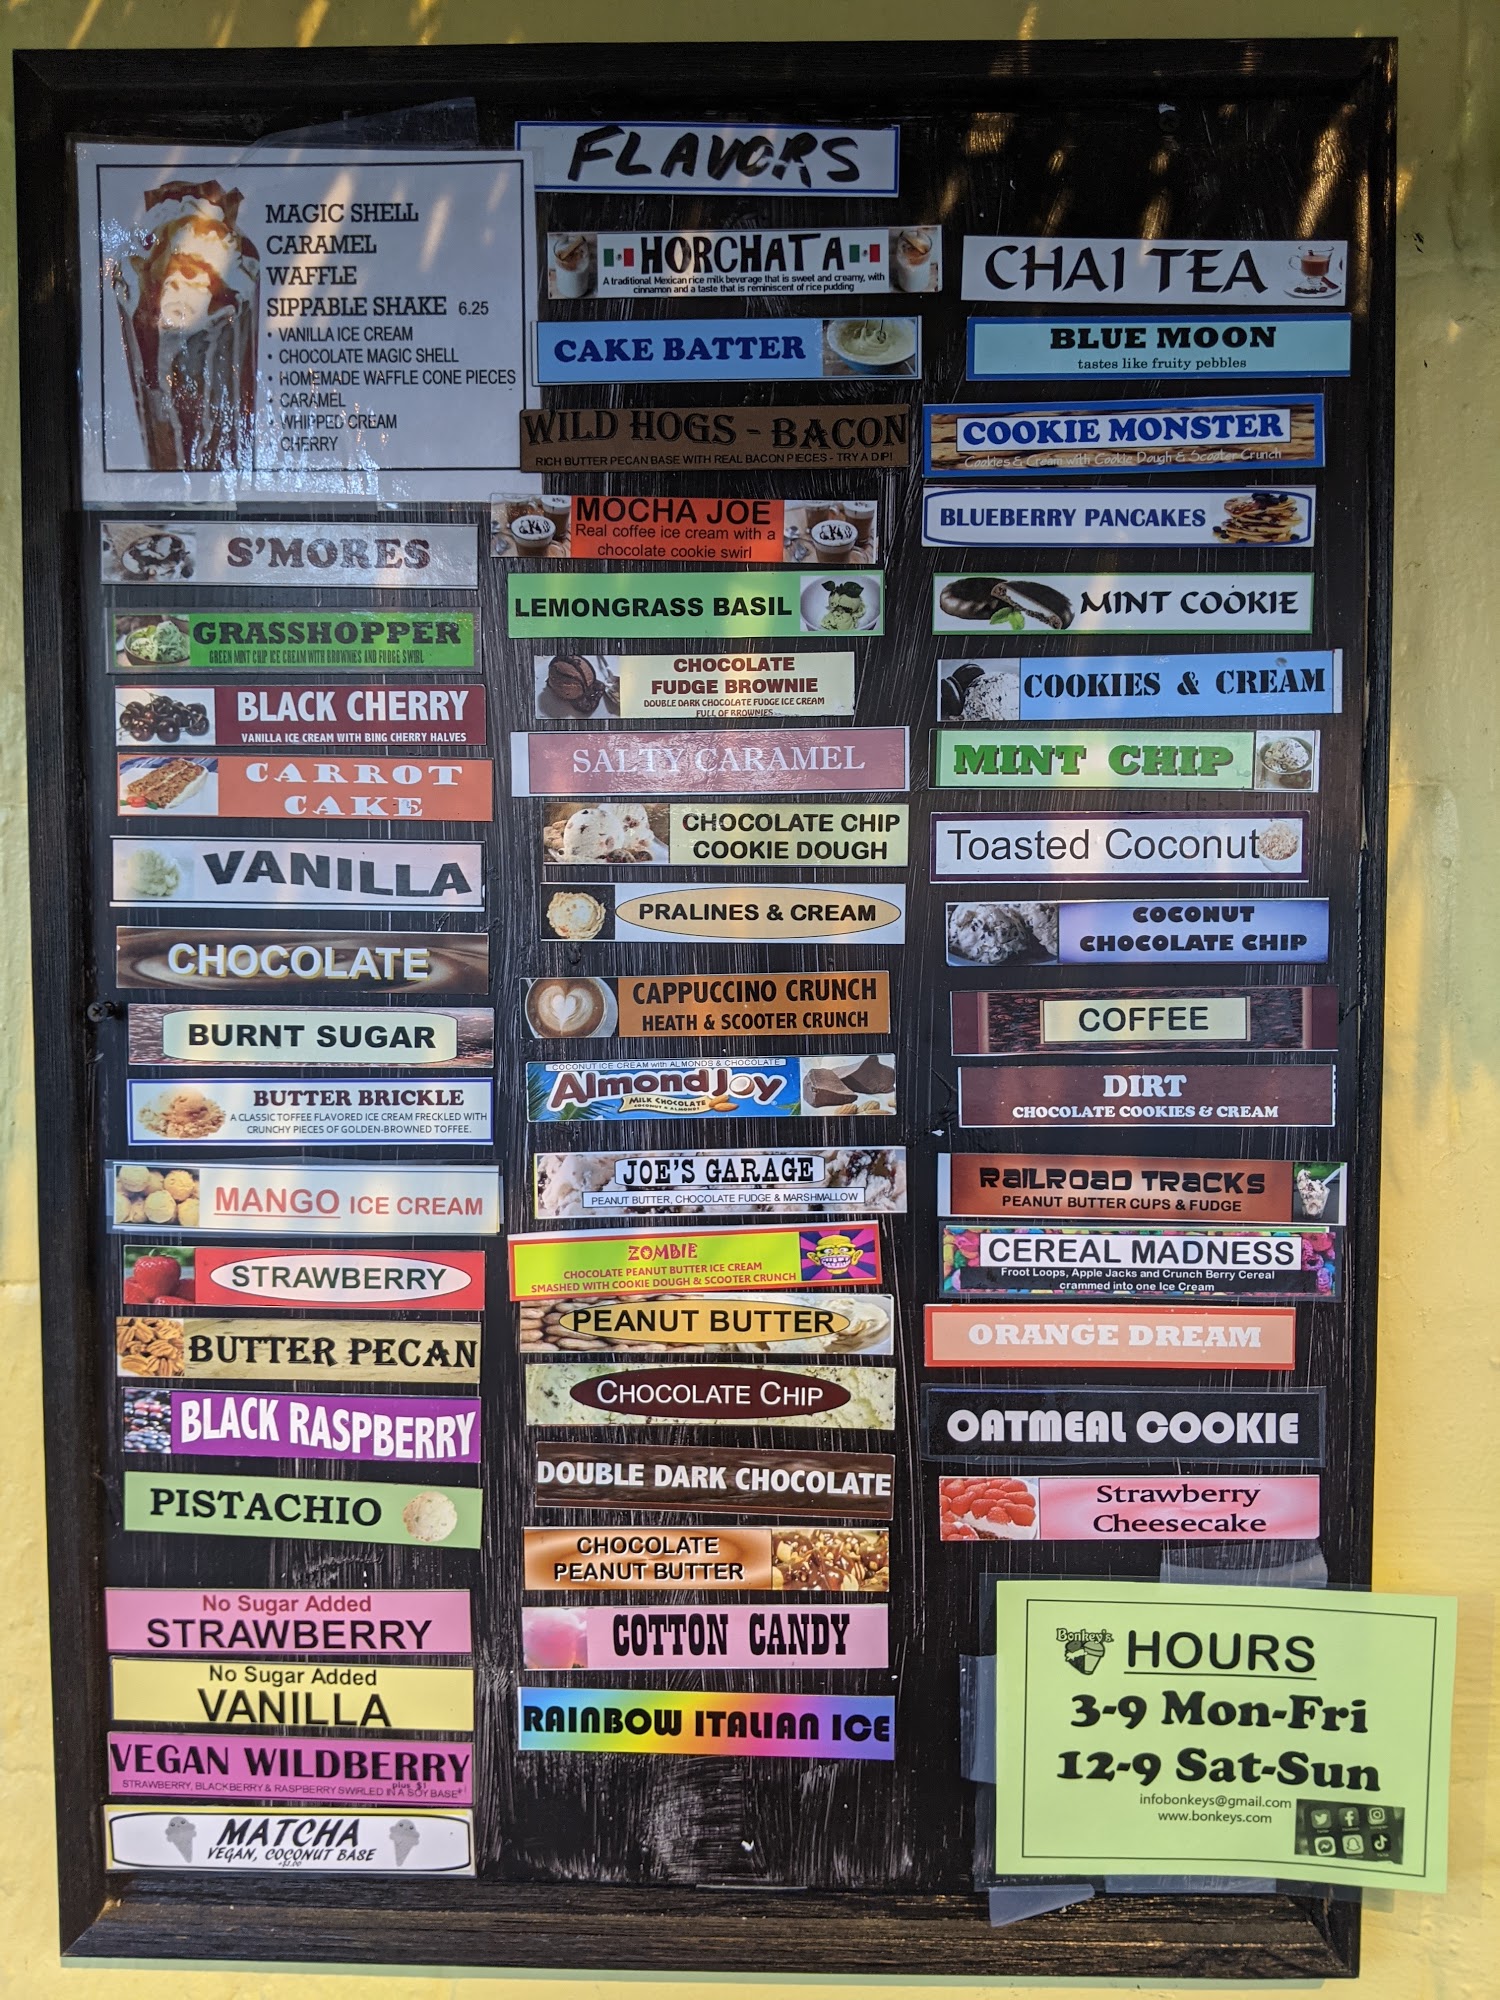 FLAVORS
MAGIC SHELL
CARAMEL
WAFFLE
SIPPABLE SHAKE 6.25
• VANILLA ICE CREAM
• CHOCOLATE MAGIC SHELL
• HOMEMADE WAFFLE CONE PIECES
• CARAMEL
• WHIPPED CREAM
CHERRY
S'MORES
GRASSHOPPER
GREEN MINT CHIP ICE CREAM WITH BROWNIES AND FUDGE SWIRL
BLACK CHERRY
VANILLA ICE CREAM WITH BING CHERRY HALVES
CARROT
CAKE
VANILLA
CHOCOLATE
BURNT SUGAR
BUTTER BRICKLE
A CLASSIC TOFFEE FLAVORED ICE CREAM FRECKLED WITH
CRUNCHY PIECES OF GOLDEN-BROWNED TOFFEE.
MANGO ICE CREAM
STRAWBERRY
BUTTER PECAN
BLACK RASPBERRY
PISTACHIO
No Sugar Added
STRAWBERRY
No Sugar Added
VANILLA
VEGAN WILDBERRY
plus $1
STRAWBERRY, BLACKBERRY & RASPBERRY SWIRLED IN A SOY BASE*
MATCHA
VEGAN, COCONUT BASE
HORCHATA
A traditional Mexican rice milk beverage that is sweet and creamy, with
cinnamon and a taste that is reminiscent of rice pudding
CAKE BATTER
WILD HOGS - BACON
RICH BUTTER PECAN BASE WITH REAL BACON PIECES - TRY A DIP!
MOCHA JOE
Real coffee ice cream with a
chocolate cookie swirl
LEMONGRASS BASIL
CHOCOLATE
FUDGE BROWNIE
DOUBLE DARK CHOCOLATE FUDGE ICE CREAM
FULL OF BROWNIES
SALTY CARAMEL
CHOCOLATE CHIP
COOKIE DOUGH
PRALINES & CREAM
CAPPUCCINO CRUNCH
HEATH & SCOOTER CRUNCH
COCONUT ICE CREAM with ALMONDS & CHOCOLATE
Almond Joy
MILK CHOCOLATE
COCONUT & ALMONDS
JOE'S GARAGE
PEANUT BUTTER, CHOCOLATE FUDGE & MARSHMALLOW
ZOMBIE
CHOCOLATE PEANUT BUTTER ICE CREAM
SMASHED WITH COOKIE DOUGH & SCOOTER CRUNCH
PEANUT BUTTER
CHOCOLATE CHIP
DOUBLE DARK CHOCOLATE
CHOCOLATE
PEANUT BUTTER
COTTON CANDY
RAINBOW ITALIAN ICE
CHAI TEA
BLUE MOON
tastes like fruity pebbles
COOKIE MONSTER
Cookies & Cream with Cookie Dough & Scooter Crunch
BLUEBERRY PANCAKES
MINT COOKIE
COOKIES & CREAM
MINT CHIP
Toasted Coconut
COCONUT
CHOCOLATE CHIP
COFFEE
DIRT
CHOCOLATE COOKIES & CREAM
RAILROAD TRACKS
PEANUT BUTTER CUPS & FUDGE
CEREAL MADNESS
Froot Loops, Apple Jacks and Crunch Berry Cereal
crammed into one Ice Cream
ORANGE DREAM
OATMEAL COOKIE
Strawberry
Cheesecake
Bonkey's
HOURS
3-9 Mon-Fri
12-9 Sat-Sun
infobonkeys@gmail.com
www.bonkeys.com